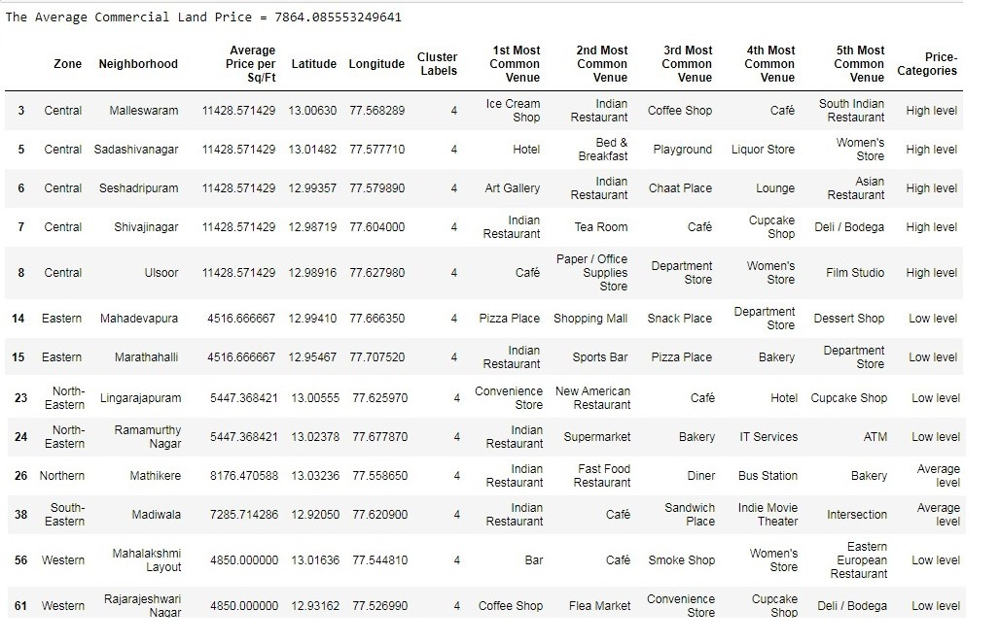 The Average Commercial Land Price = 7864.085553249641
Zone Neighborhood Average Price per Sq/Ft Latitude Longitude Cluster Labels 1st Most Common Venue 2nd Most Common Venue 3rd Most Common Venue 4th Most Common Venue 5th Most Common Venue Price-Categories
3 Central Malleswaram 11428.571429 13.00630 77.568289 4 Ice Cream Shop Indian Restaurant Coffee Shop Café South Indian Restaurant High level
5 Central Sadashivanagar 11428.571429 13.01482 77.577710 4 Hotel Bed & Breakfast Playground Liquor Store Women's Store High level
6 Central Seshadripuram 11428.571429 12.99357 77.579890 4 Art Gallery Indian Restaurant Chaat Place Lounge Asian Restaurant High level
7 Central Shivajinagar 11428.571429 12.98719 77.604000 4 Indian Restaurant Tea Room Café Cupcake Shop Deli / Bodega High level
8 Central Ulsoor 11428.571429 12.98916 77.627980 4 Café Paper / Office Supplies Store Department Store Women's Store Film Studio High level
14 Eastern Mahadevapura 4516.666667 12.99410 77.666350 4 Pizza Place Shopping Mall Snack Place Department Store Dessert Shop Low level
15 Eastern Marathahalli 4516.666667 12.95467 77.707520 4 Indian Restaurant Sports Bar Pizza Place Bakery Department Store Low level
23 North-Eastern Lingarajapuram 5447.368421 13.00555 77.625970 4 Convenience Store New American Restaurant Café Hotel Cupcake Shop Low level
24 North-Eastern Ramamurthy Nagar 5447.368421 13.02378 77.677870 4 Indian Restaurant Supermarket Bakery IT Services ATM Low level
26 Northern Mathikere 8176.470588 13.03236 77.558650 4 Indian Restaurant Fast Food Restaurant Diner Bus Station Bakery Average level
38 South-Eastern Madiwala 7285.714286 12.92050 77.620900 4 Indian Restaurant Café Sandwich Place Indie Movie Theater Intersection Average level
56 Western Mahalakshmi Layout 4850.000000 13.01636 77.544810 4 Bar Café Smoke Shop Women's Store Eastern European Restaurant Low level
61 Western Rajarajeshwari Nagar 4850.000000 12.93162 77.526990 4 Coffee Shop Flea Market Convenience Store Cupcake Shop Deli / Bodega Low level